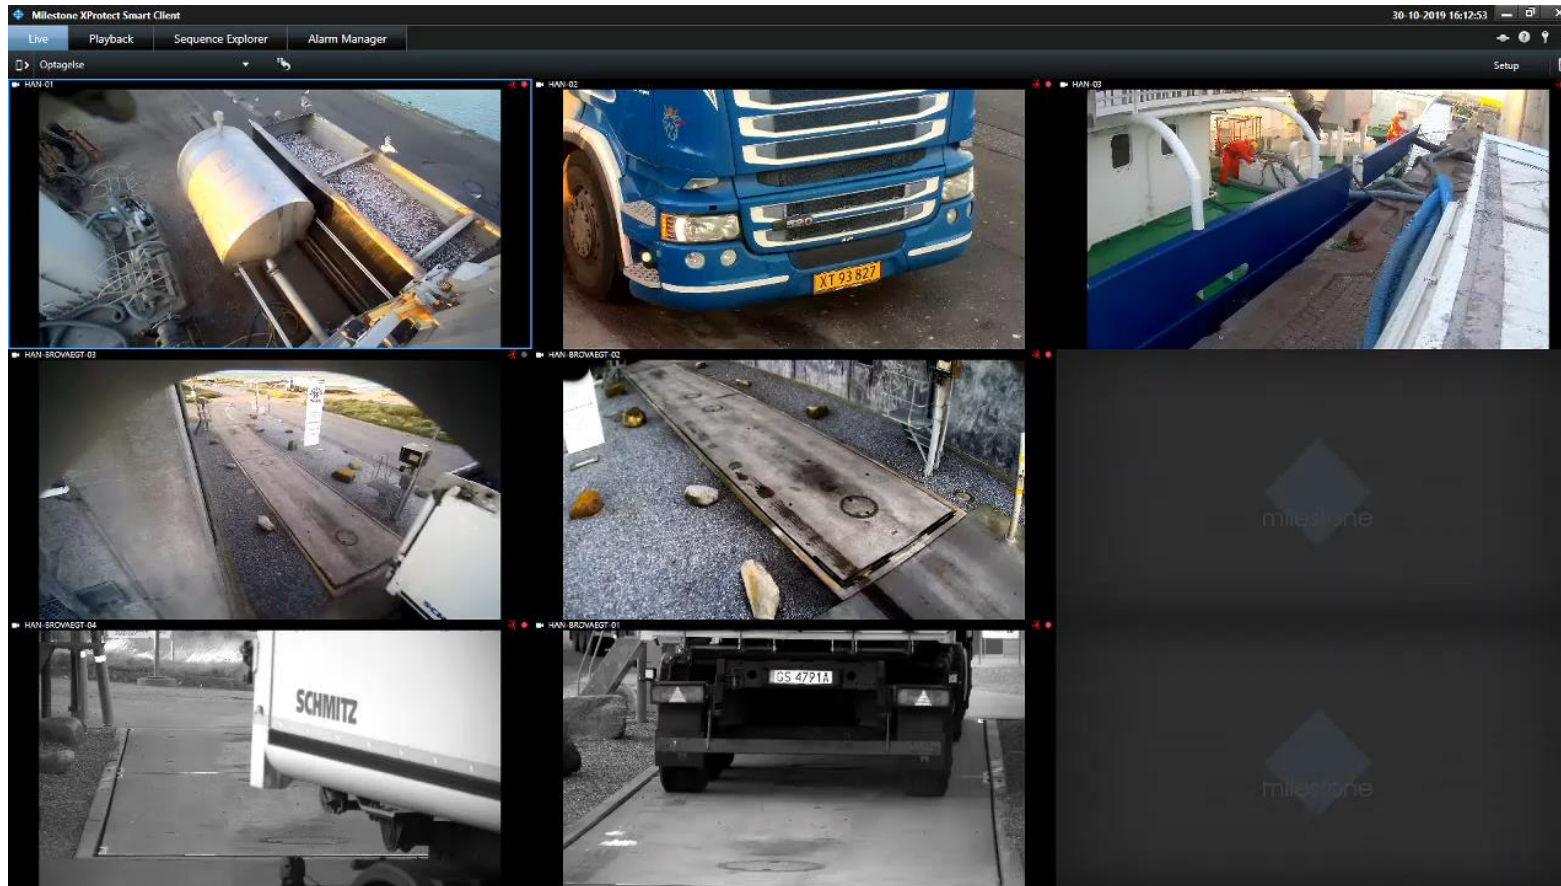 Milestone XProtect Smart Client
30-10-2019 16:12:53
Live Playback Sequence Explorer Alarm Manager
Optagelse
Setup
HAN-01
HAN-02
HAN-03
XT 93 827
HAN-BROVAEGT-03
HAN-BROVAEGT-02
milestone
HAN-BROVAEGT-04
HAN-BROVAEGT-01
SCHMITZ
GS 4791A
milestone